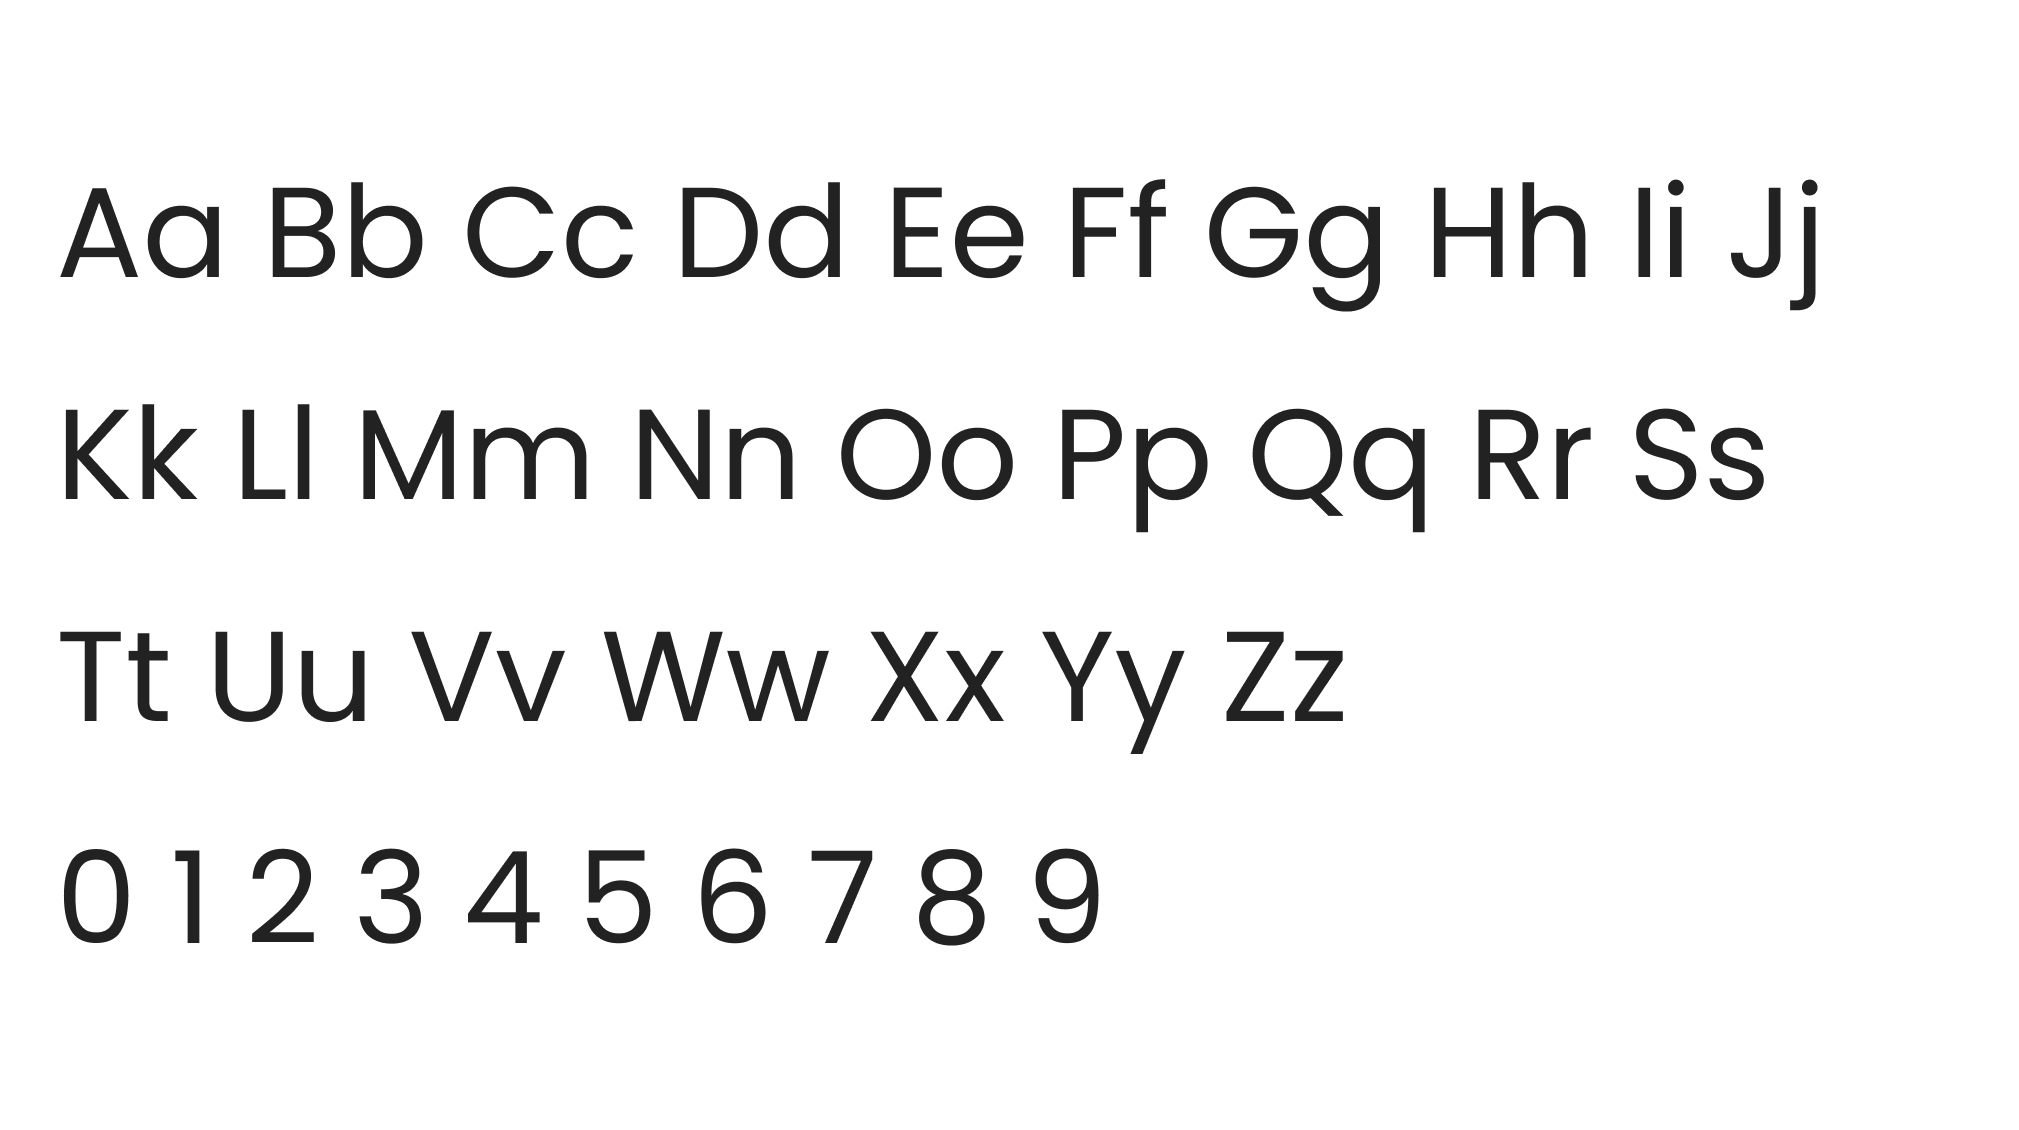 Aa Bb Cc Dd Ee Ff Gg Hh Ii Jj
Kk Ll Mm Nn Oo Pp Qq Rr Ss
Tt Uu Vv Ww Xx Yy Zz
0 1 2 3 4 5 6 7 8 9